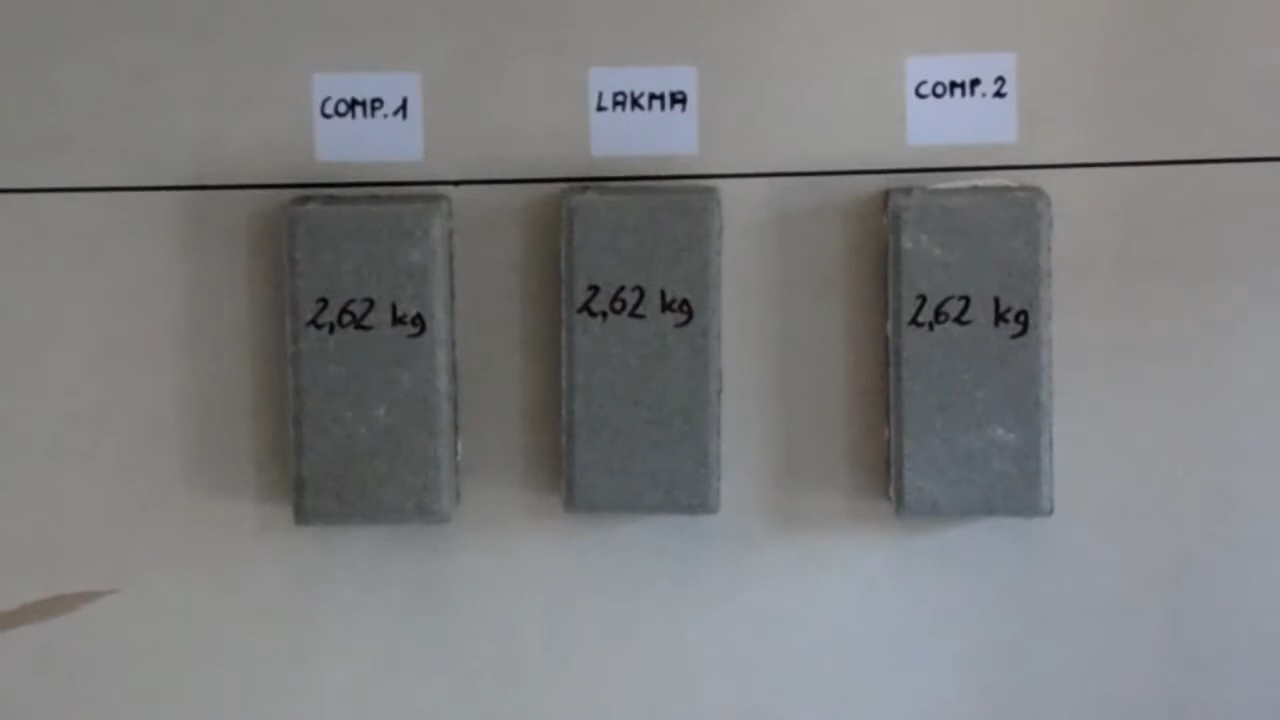 COMP.1
LAKMA
COMP.2
2,62 kg
2,62 kg
2,62 kg